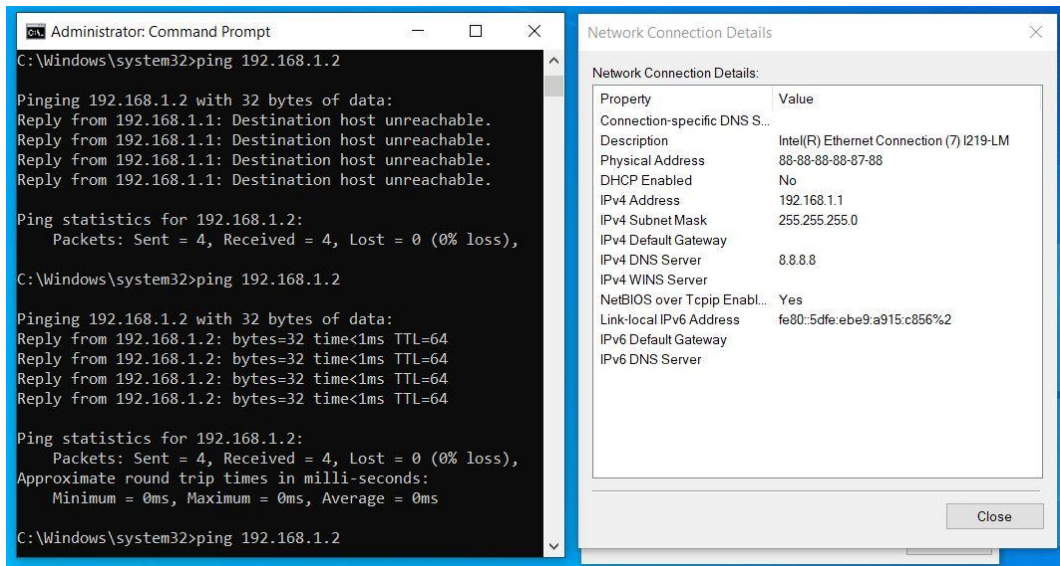 Administrator: Command Prompt
C:\Windows\system32>ping 192.168.1.2
Pinging 192.168.1.2 with 32 bytes of data:
Reply from 192.168.1.1: Destination host unreachable.
Reply from 192.168.1.1: Destination host unreachable.
Reply from 192.168.1.1: Destination host unreachable.
Reply from 192.168.1.1: Destination host unreachable.
Ping statistics for 192.168.1.2:
Packets: Sent = 4, Received = 4, Lost = 0 (0% loss),
C:\Windows\system32>ping 192.168.1.2
Pinging 192.168.1.2 with 32 bytes of data:
Reply from 192.168.1.2: bytes=32 time<1ms TTL=64
Reply from 192.168.1.2: bytes=32 time<1ms TTL=64
Reply from 192.168.1.2: bytes=32 time<1ms TTL=64
Reply from 192.168.1.2: bytes=32 time<1ms TTL=64
Ping statistics for 192.168.1.2:
Packets: Sent = 4, Received = 4, Lost = 0 (0% loss),
Approximate round trip times in milli-seconds:
Minimum = 0ms, Maximum = 0ms, Average = 0ms
C:\Windows\system32>ping 192.168.1.2
Network Connection Details
Network Connection Details:
Property Value
Connection-specific DNS S...
Description Intel(R) Ethernet Connection (7) I219-LM
Physical Address 88-88-88-88-87-88
DHCP Enabled No
IPv4 Address 192.168.1.1
IPv4 Subnet Mask 255.255.255.0
IPv4 Default Gateway
IPv4 DNS Server 8.8.8.8
IPv4 WINS Server
NetBIOS over Tcpip Enabl... Yes
Link-local IPv6 Address fe80::5dfe:ebe9:a915:c856%2
IPv6 Default Gateway
IPv6 DNS Server
Close